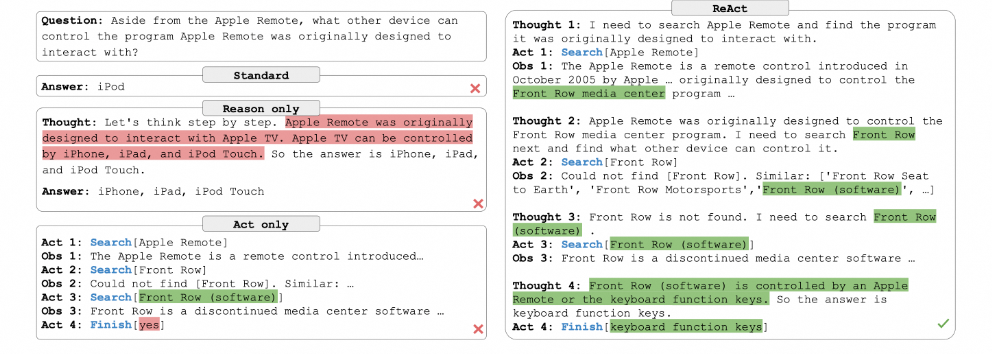 Question: Aside from the Apple Remote, what other device can
control the program Apple Remote was originally designed to
interact with?
Standard
Answer: iPod
Reason only
Thought: Let's think step by step. Apple Remote was originally
designed to interact with Apple TV. Apple TV can be controlled
by iPhone, iPad, and iPod Touch. So the answer is iPhone, iPad,
and iPod Touch.
Answer: iPhone, iPad, iPod Touch
Act only
Act 1: Search[Apple Remote]
Obs 1: The Apple Remote is a remote control introduced…
Act 2: Search[Front Row]
Obs 2: Could not find [Front Row]. Similar: …
Act 3: Search[Front Row (software)]
Obs 3: Front Row is a discontinued media center software …
Act 4: Finish[yes]
ReAct
Thought 1: I need to search Apple Remote and find the program
it was originally designed to interact with.
Act 1: Search[Apple Remote]
Obs 1: The Apple Remote is a remote control introduced in
October 2005 by Apple … originally designed to control the
Front Row media center program …
Thought 2: Apple Remote was originally designed to control the
Front Row media center program. I need to search Front Row
next and find what other device can control it.
Act 2: Search[Front Row]
Obs 2: Could not find [Front Row]. Similar: ['Front Row Seat
to Earth', 'Front Row Motorsports','Front Row (software)', …]
Thought 3: Front Row is not found. I need to search Front Row
(software) .
Act 3: Search[Front Row (software)]
Obs 3: Front Row is a discontinued media center software …
Thought 4: Front Row (software) is controlled by an Apple
Remote or the keyboard function keys. So the answer is
keyboard function keys.
Act 4: Finish[keyboard function keys]